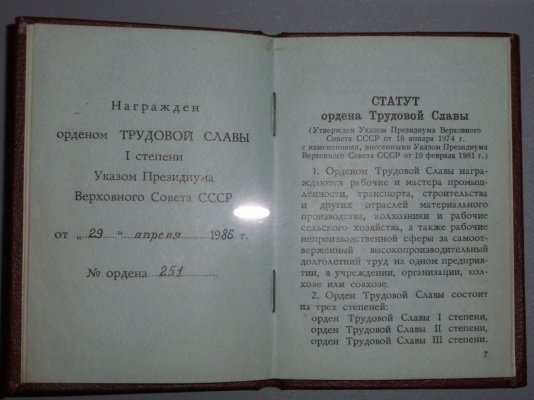 Награжден
орденом ТРУДОВОЙ СЛАВЫ
I степени
Указом Президиума
Верховного Совета СССР
от „29“ апреля 1986 г.
№ ордена 251
СТАТУТ
ордена Трудовой Славы
(Утвержден Указом Президиума Верховного
Совета СССР от 18 января 1974 г.
с изменениями, внесенными Указом Президиума
Верховного Совета СССР от 19 февраля 1981 г.)
1. Орденом Трудовой Славы награ-
ждаются рабочие и мастера промыш-
ленности, транспорта, строительства
и других отраслей материального
производства, колхозники и рабочие
сельского хозяйства, а также рабочие
непроизводственной сферы за самоот-
верженный высокопроизводительный
долголетний труд на одном предприя-
тии, в учреждении, организации, кол-
хозе или совхозе.
2. Орден Трудовой Славы состоит
из трех степеней:
орден Трудовой Славы I степени,
орден Трудовой Славы II степени,
орден Трудовой Славы III степени.
7